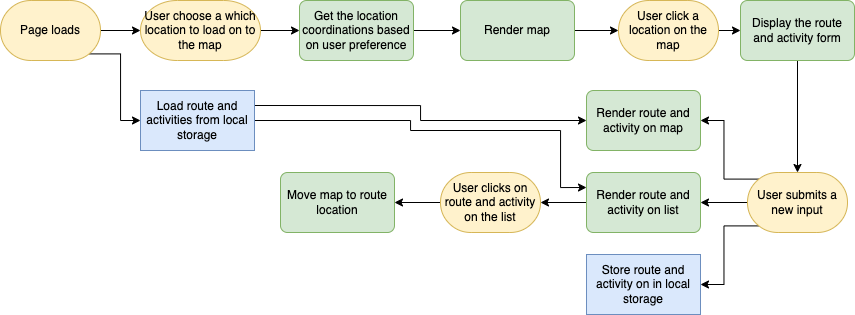 Page loads
User choose a which
location to load on to
the map
Get the location
coordinations based
on user preference
Render map
User click a
location on the
map
Display the route
and activity form
Load route and
activities from local
storage
Render route and
activity on map
Move map to route
location
User clicks on
route and activity
on the list
Render route and
activity on list
User submits a
new input
Store route and
activity on in local
storage